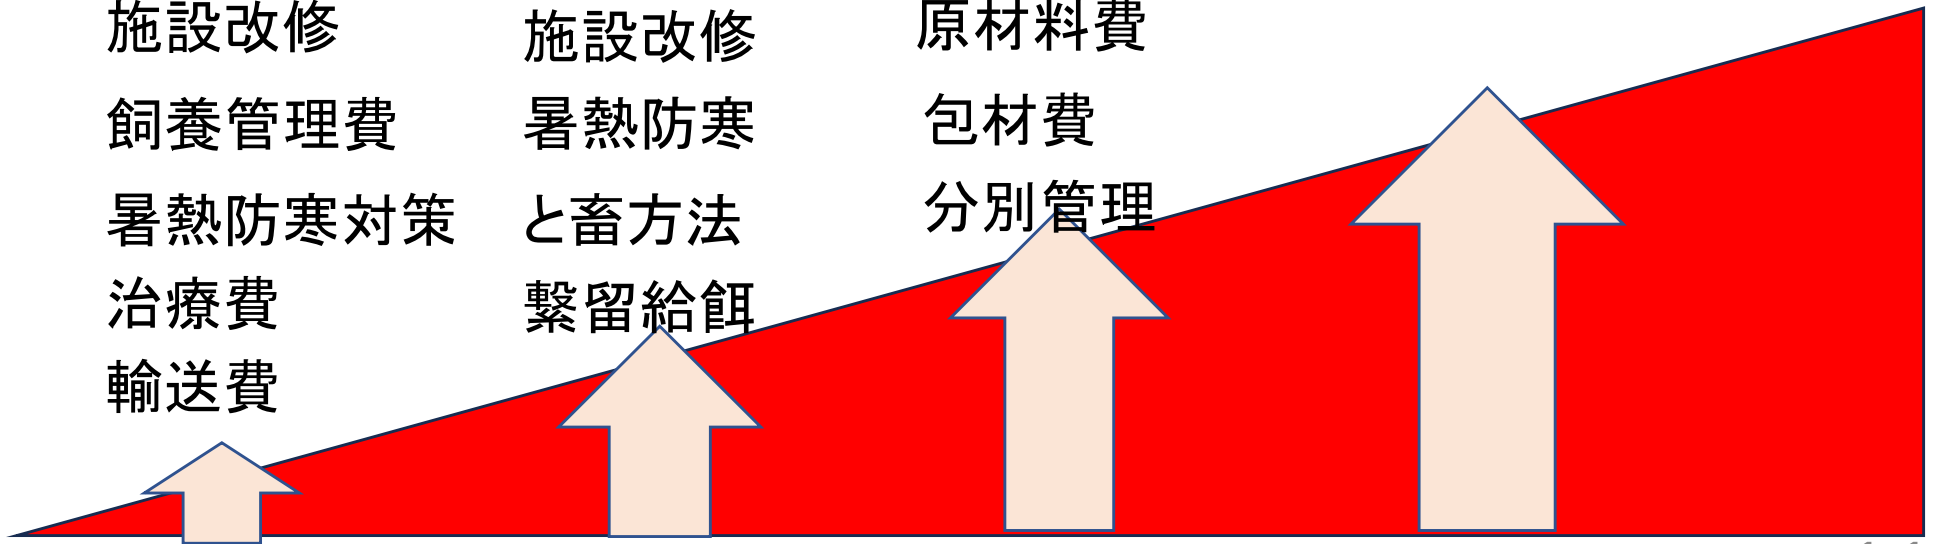 施設改修
飼養管理費
暑熱防寒対策
治療費
輸送費
施設改修
暑熱防寒
と畜方法
繋留給餌
原材料費
包材費
分別管理